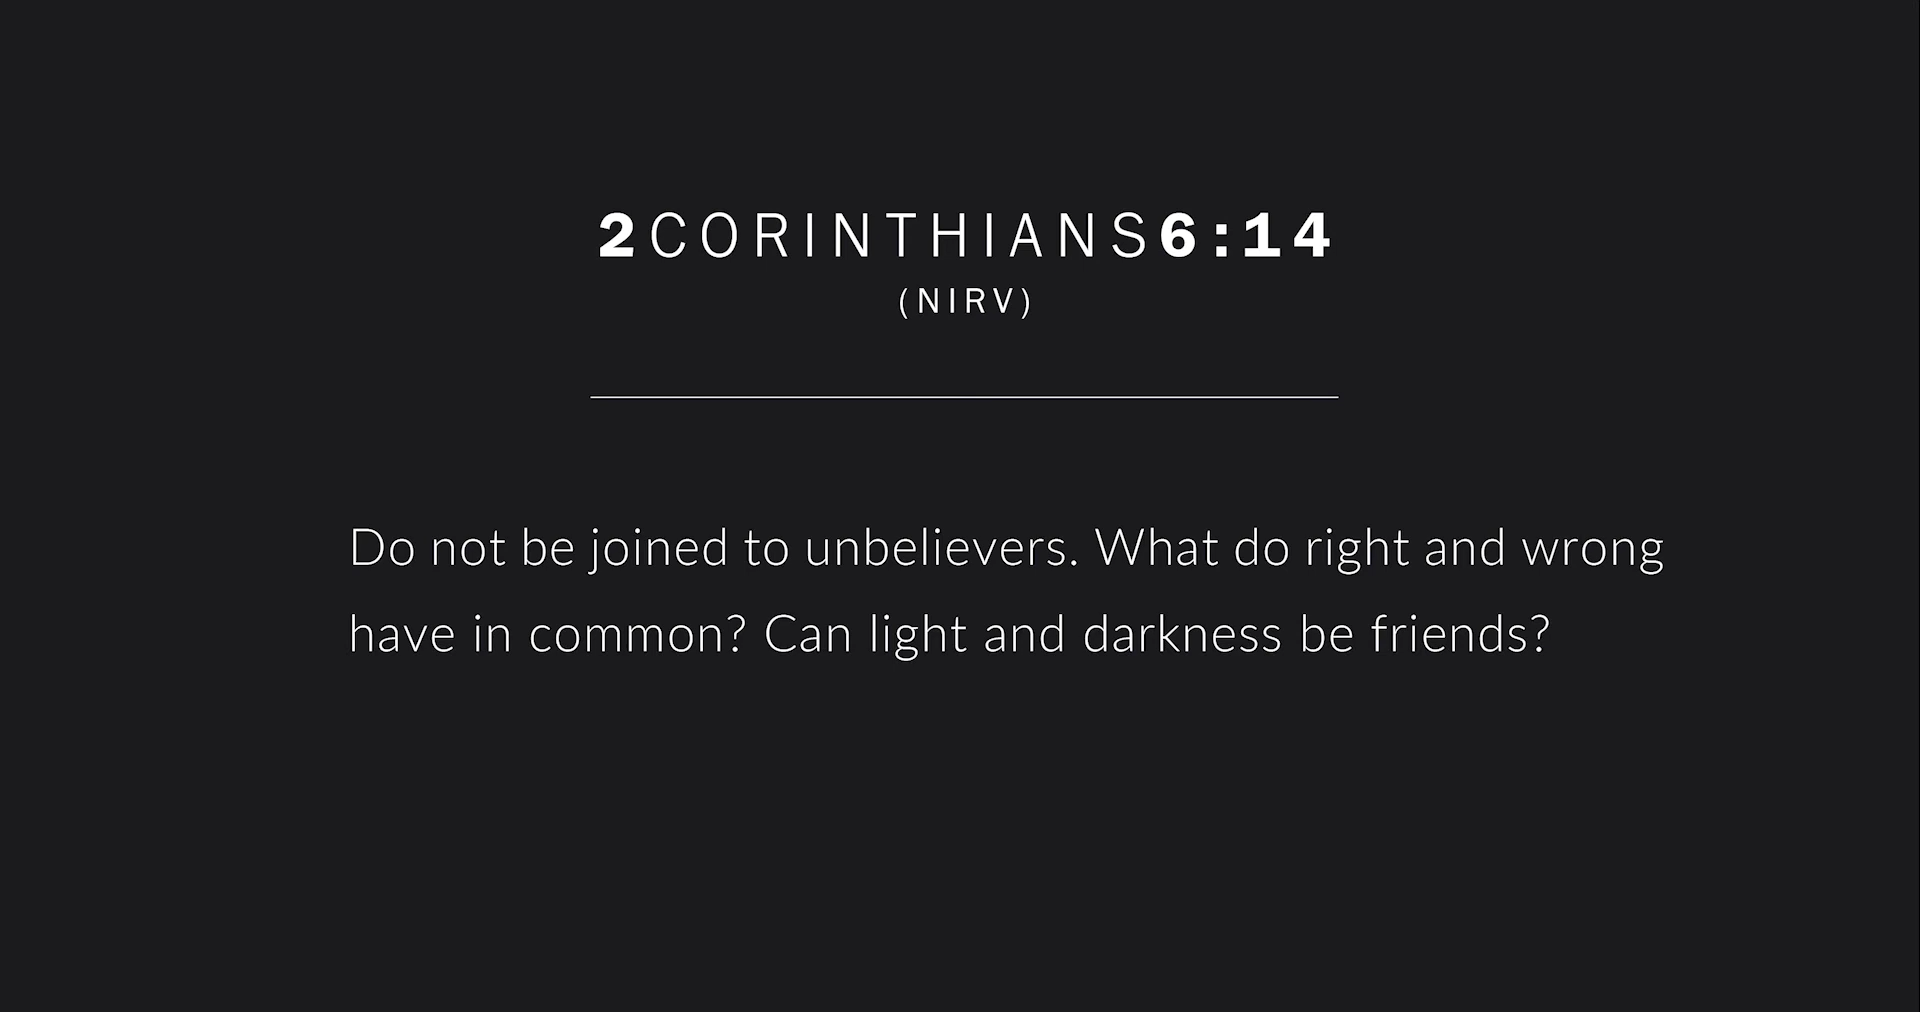 2CORINTHIANS6:14
(NIRV)
Do not be joined to unbelievers. What do right and wrong
have in common? Can light and darkness be friends?